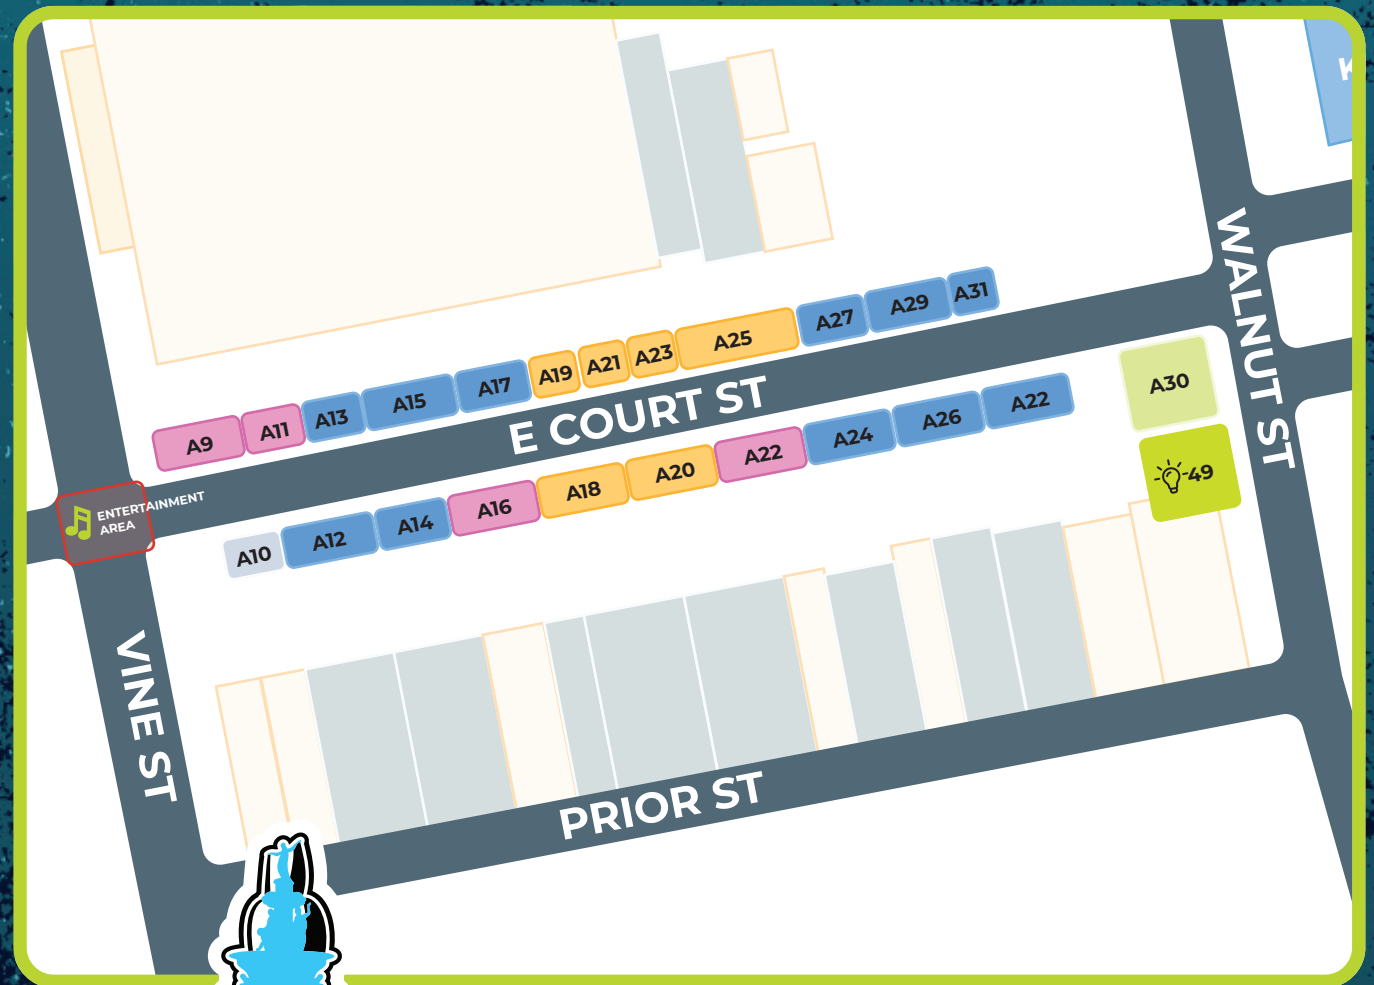 K
WALNUT ST
A31
A29
A27
A25
A23
A21
A19
A17
A15
A13
A11
A9
E COURT ST
A30
A22
A26
A24
A22
A20
A18
A16
A14
A12
A10
49
ENTERTAINMENT
AREA
VINE ST
PRIOR ST